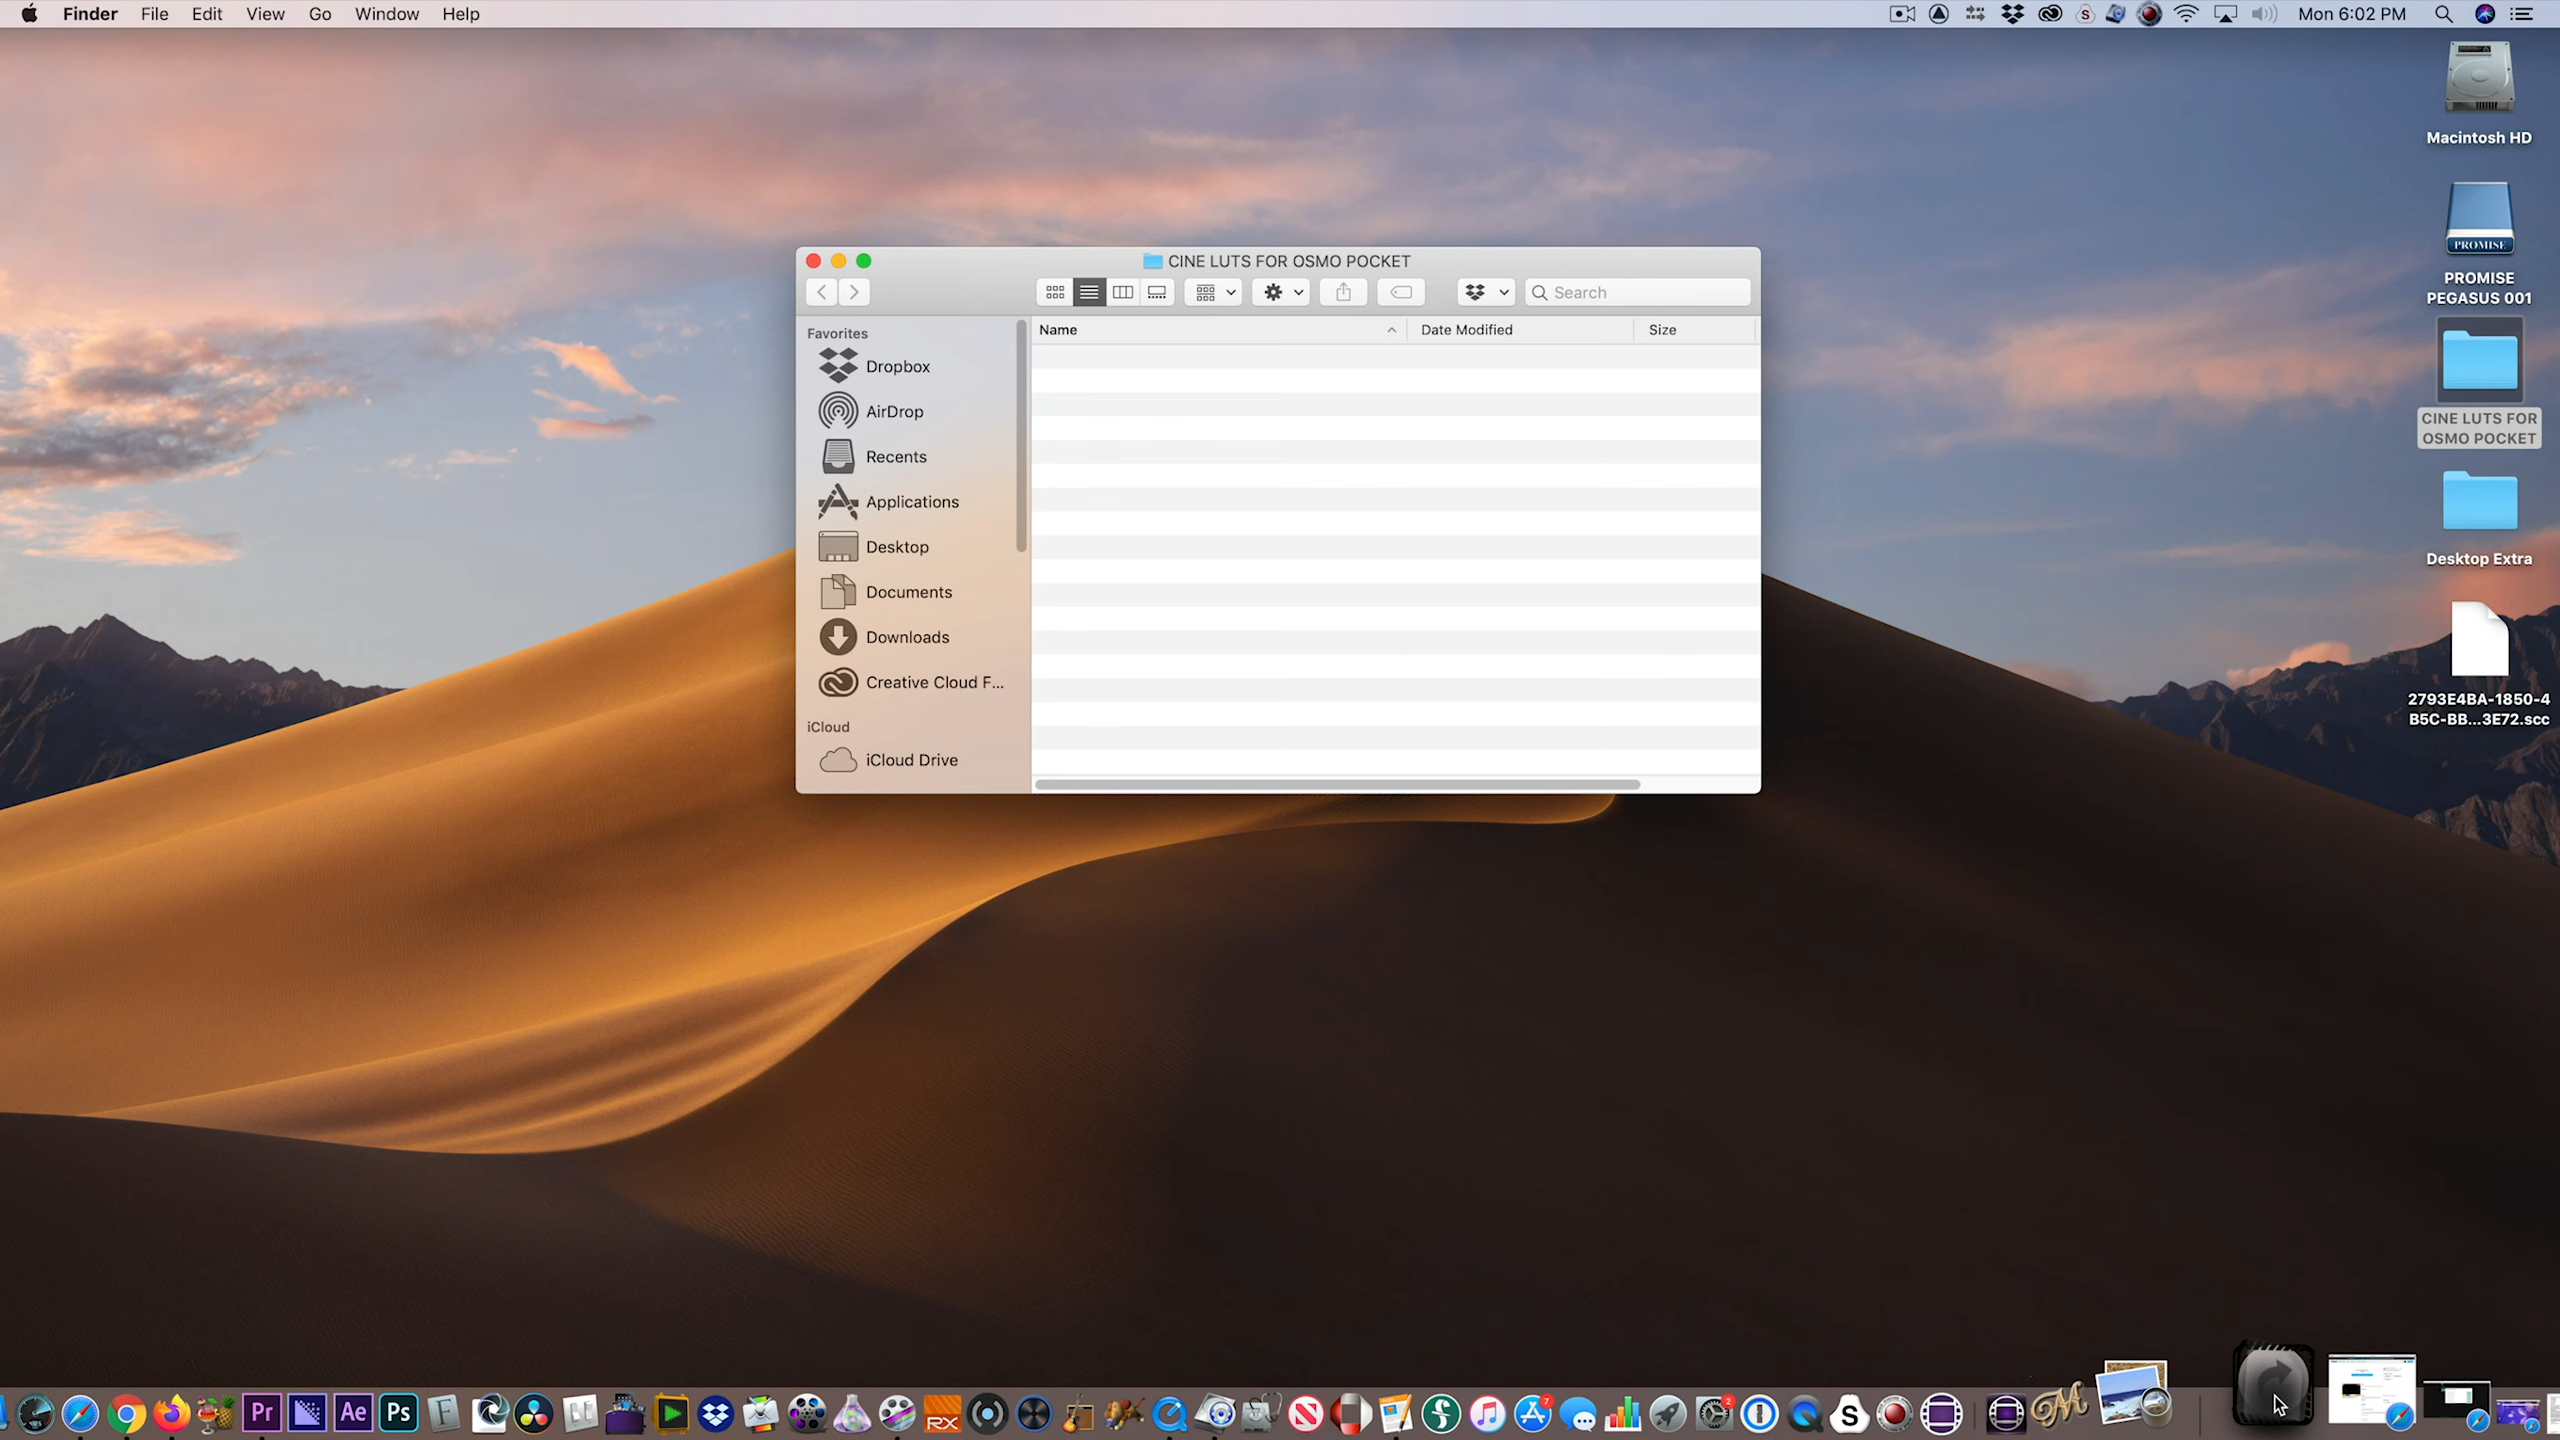 Finder File Edit View Go Window Help
Mon 6:02 PM
Macintosh HD
PROMISE
PROMISE
PEGASUS 001
CINE LUTS FOR
OSMO POCKET
Desktop Extra
2793E4BA-1850-4
B5C-BB...3E72.scc
CINE LUTS FOR OSMO POCKET
Search
Name Date Modified Size
Favorites
Dropbox
AirDrop
Recents
Applications
Desktop
Documents
Downloads
Creative Cloud F...
iCloud
iCloud Drive
Pr Ae Ps F RX 7 2 S M